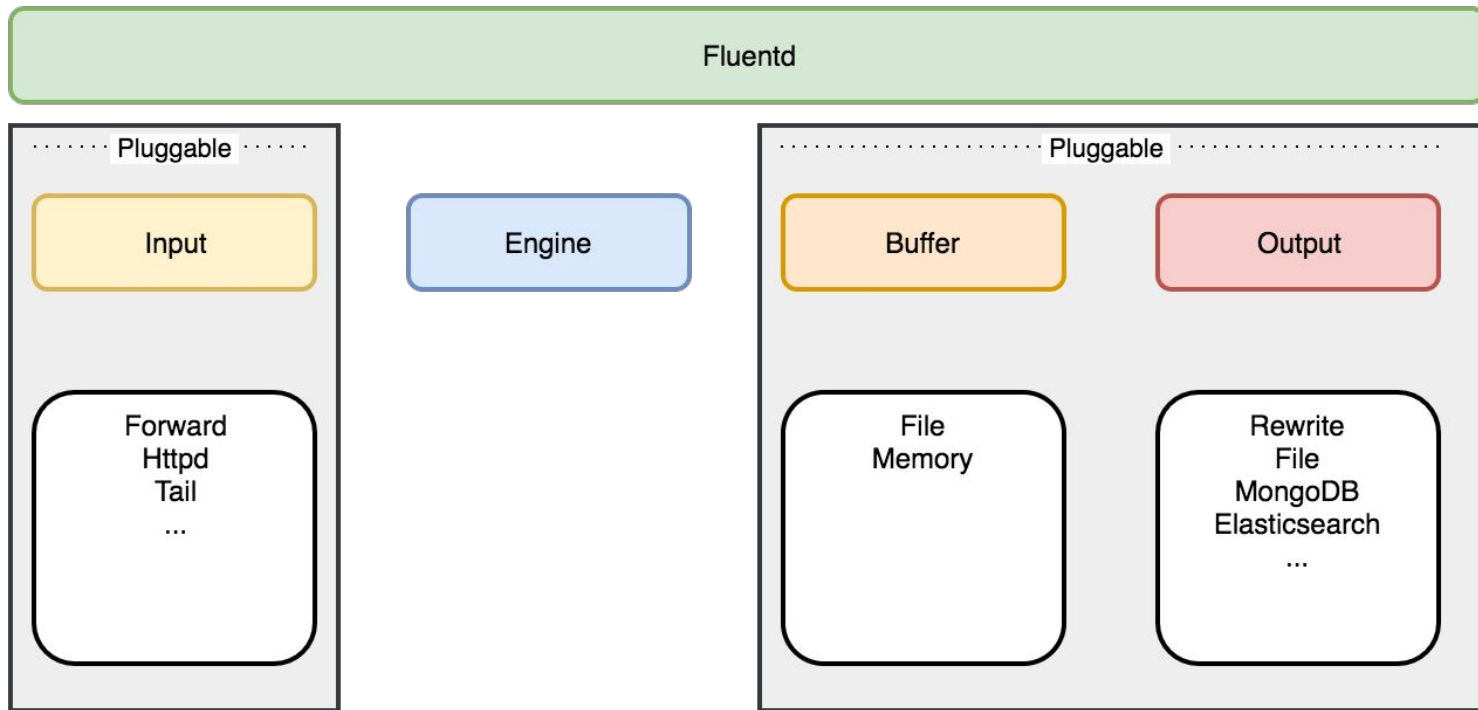 Fluentd
Pluggable
Pluggable
Input
Engine
Buffer
Output
Forward
Httpd
Tail
...
File
Memory
Rewrite
File
MongoDB
Elasticsearch
...